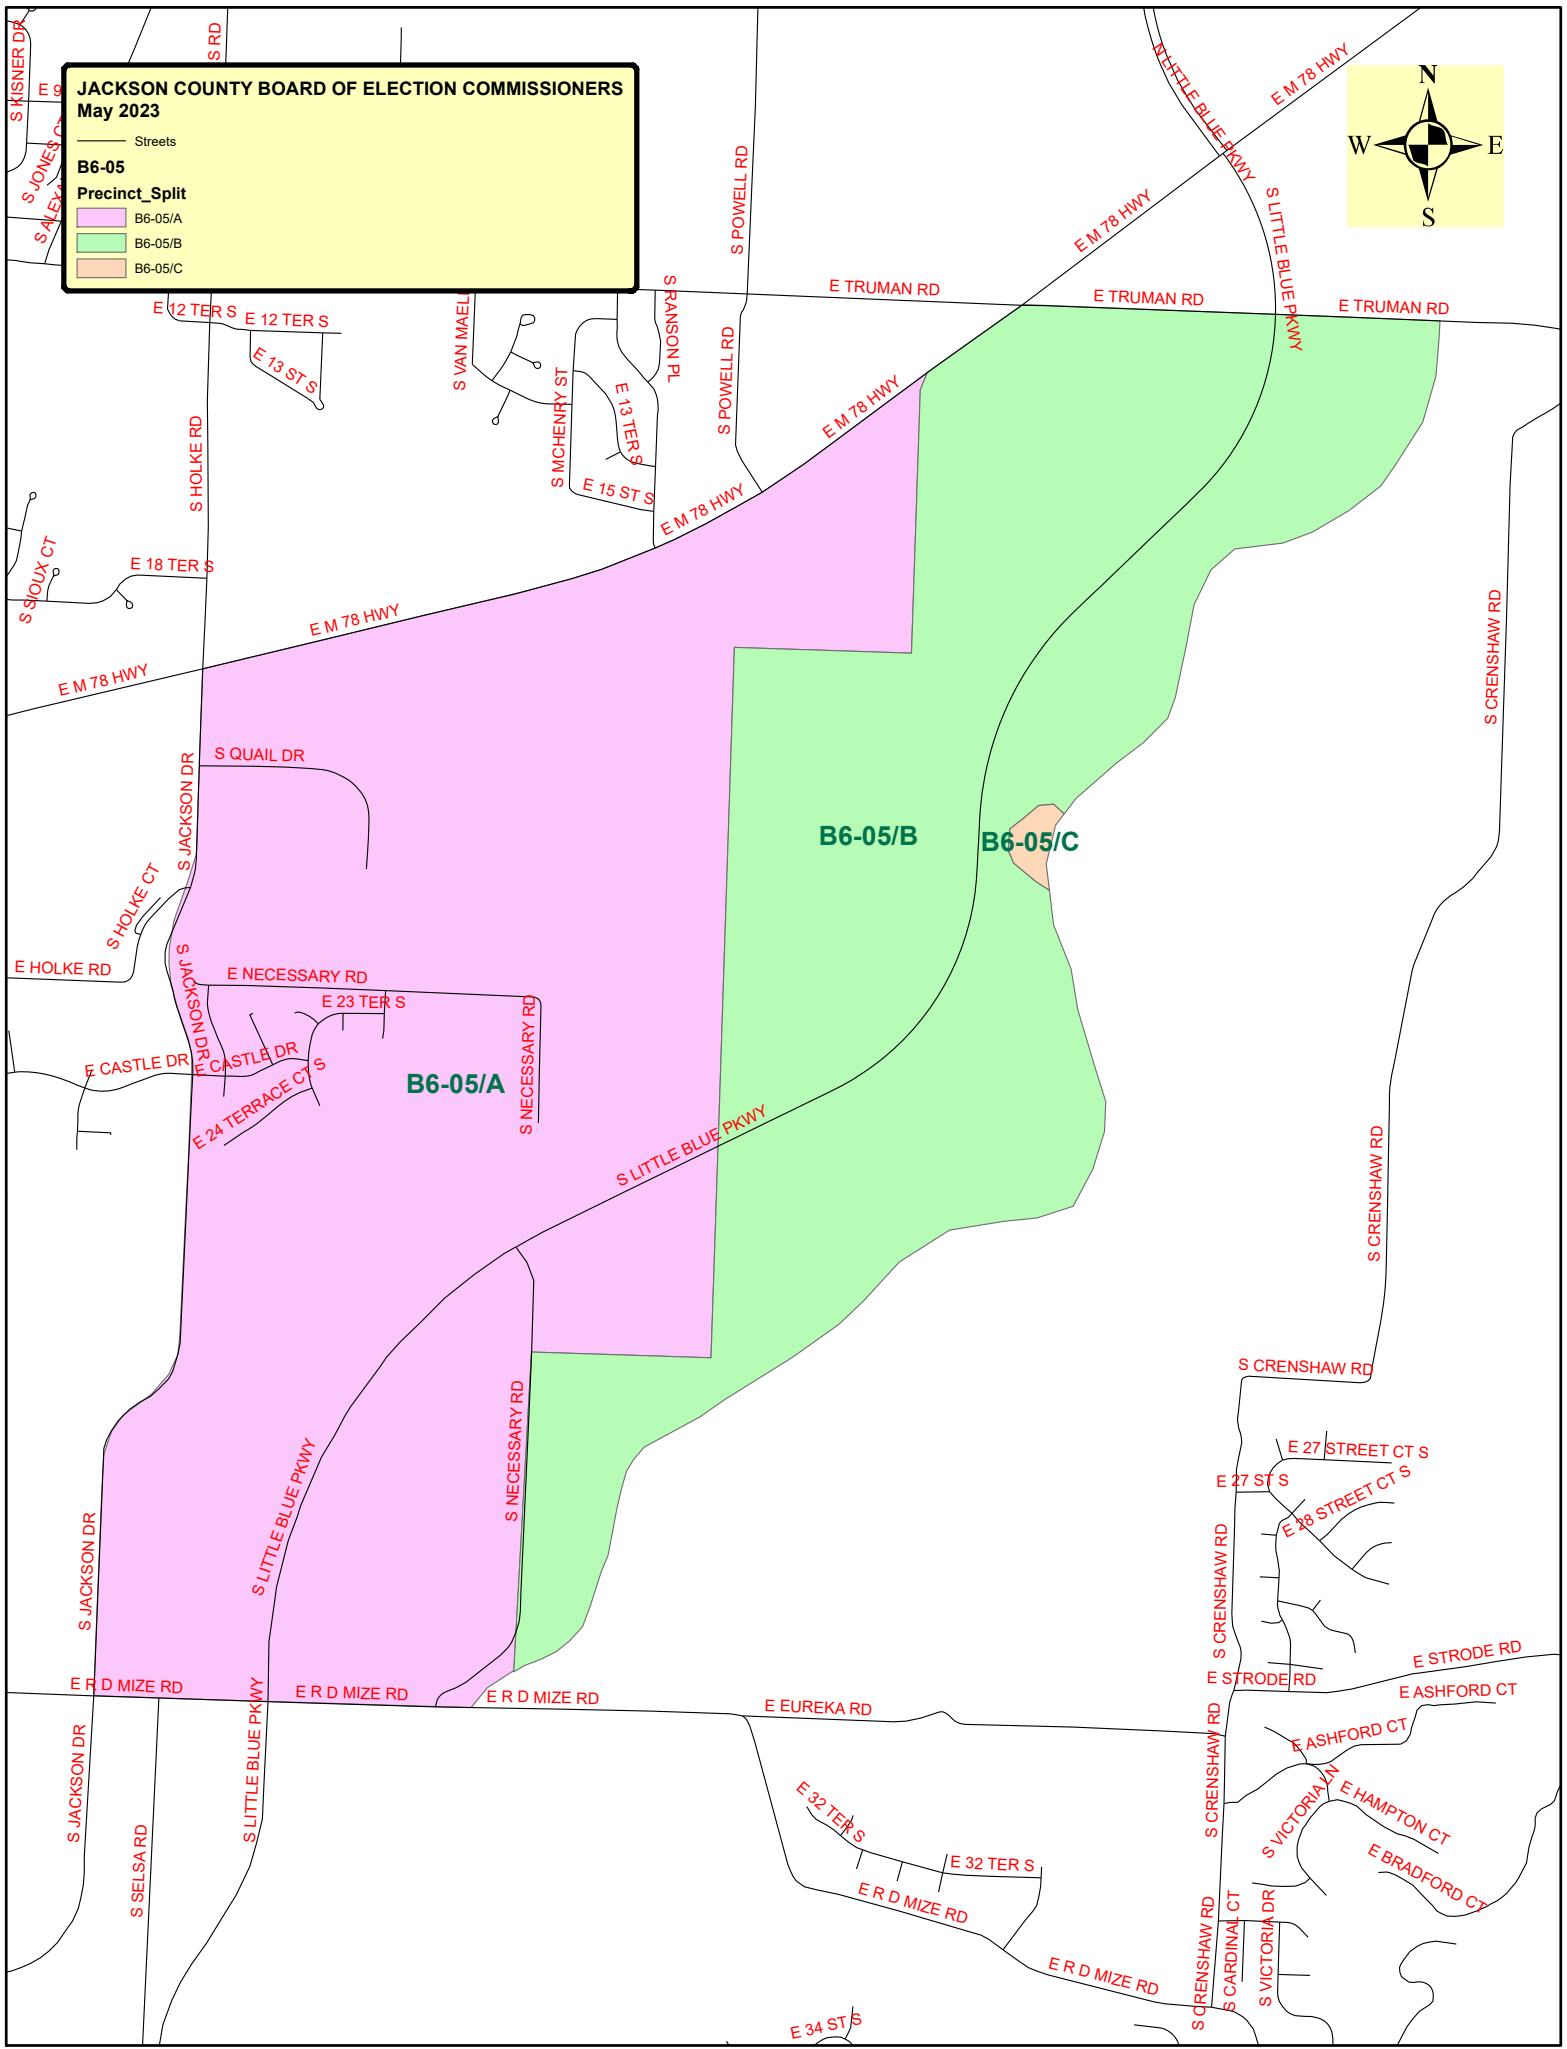 S KISNER DR
S RD
N LITTLE BLUE PKWY
E M 78 HWY
N
W
E
S
JACKSON COUNTY BOARD OF ELECTION COMMISSIONERS
May 2023
Streets
B6-05
Precinct_Split
B6-05/A
B6-05/B
B6-05/C
E 9
S JONES C
S ALEX
S POWELL RD
E M 78 HWY
S LITTLE BLUE PKWY
E TRUMAN RD
E TRUMAN RD
E TRUMAN RD
E 12 TER S
E 12 TER S
E 13 ST S
S VAN MAEL
S RANSON PL
S POWELL RD
S MCHENRY ST
E 13 TER S
E 15 ST S
E M 78 HWY
E M 78 HWY
S HOLKE RD
E 18 TER S
S SIOUX CT
E M 78 HWY
E M 78 HWY
S CRENSHAW RD
S JACKSON DR
S QUAIL DR
B6-05/B
B6-05/C
S HOLKE CT
E HOLKE RD
S JACKSON DR
E NECESSARY RD
E 23 TER S
S NECESSARY RD
E CASTLE DR
E CASTLE DR
E 24 TERRACE CT S
B6-05/A
S LITTLE BLUE PKWY
S CRENSHAW RD
S CRENSHAW RD
S NECESSARY RD
S LITTLE BLUE PKWY
E 27 STREET CT S
E 27 ST S
E 28 STREET CT S
S JACKSON DR
S CRENSHAW RD
E STRODE RD
E STRODE RD
E R D MIZE RD
E R D MIZE RD
E R D MIZE RD
E EUREKA RD
E ASHFORD CT
E ASHFORD CT
S JACKSON DR
S LITTLE BLUE PKWY
S CRENSHAW RD
S VICTORIA LN
E HAMPTON CT
E BRADFORD CT
S SELSA RD
E 32 TER S
E 32 TER S
E R D MIZE RD
E R D MIZE RD
S CRENSHAW RD
S CARDINAL CT
S VICTORIA DR
E 34 ST S